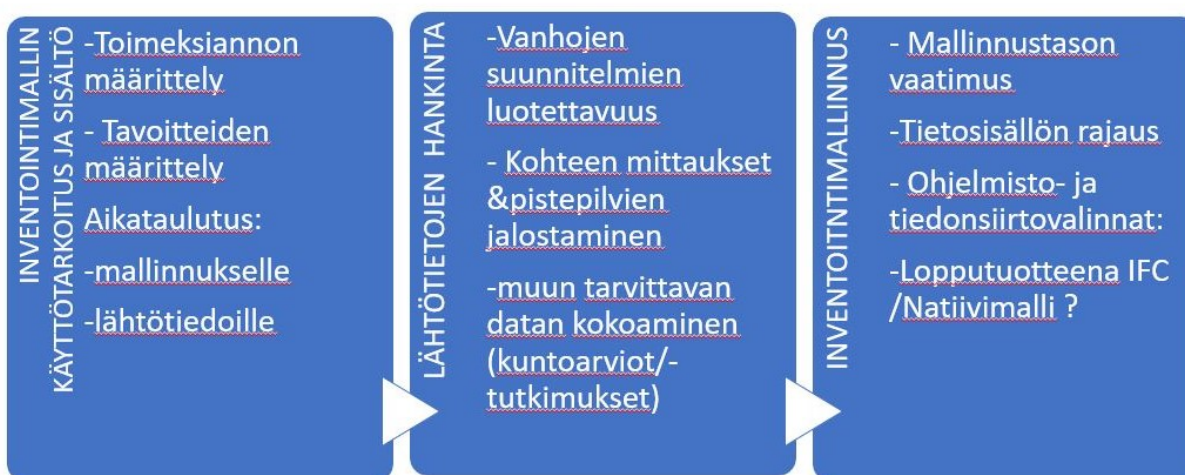 INVENTOINTIMALLIN
KÄYTTÖTARKOITUS JA SISÄLTÖ
-Toimeksiannon
määrittely
- Tavoitteiden
määrittely
Aikataulutus:
-mallinnukselle
-lähtötiedoille
LÄHTÖTIETOJEN HANKINTA
-Vanhojen
suunnitelmien
luotettavuus
- Kohteen mittaukset
&pistepilvien
jalostaminen
-muun tarvittavan
datan kokoaminen
(kuntoarviot/-
tutkimukset)
INVENTOITNTIMALLINNUS
- Mallinnustason
vaatimus
-Tietosisällön rajaus
- Ohjelmisto- ja
tiedonsiirtovalinnat:
-Lopputuotteena IFC
/Natiivimalli ?